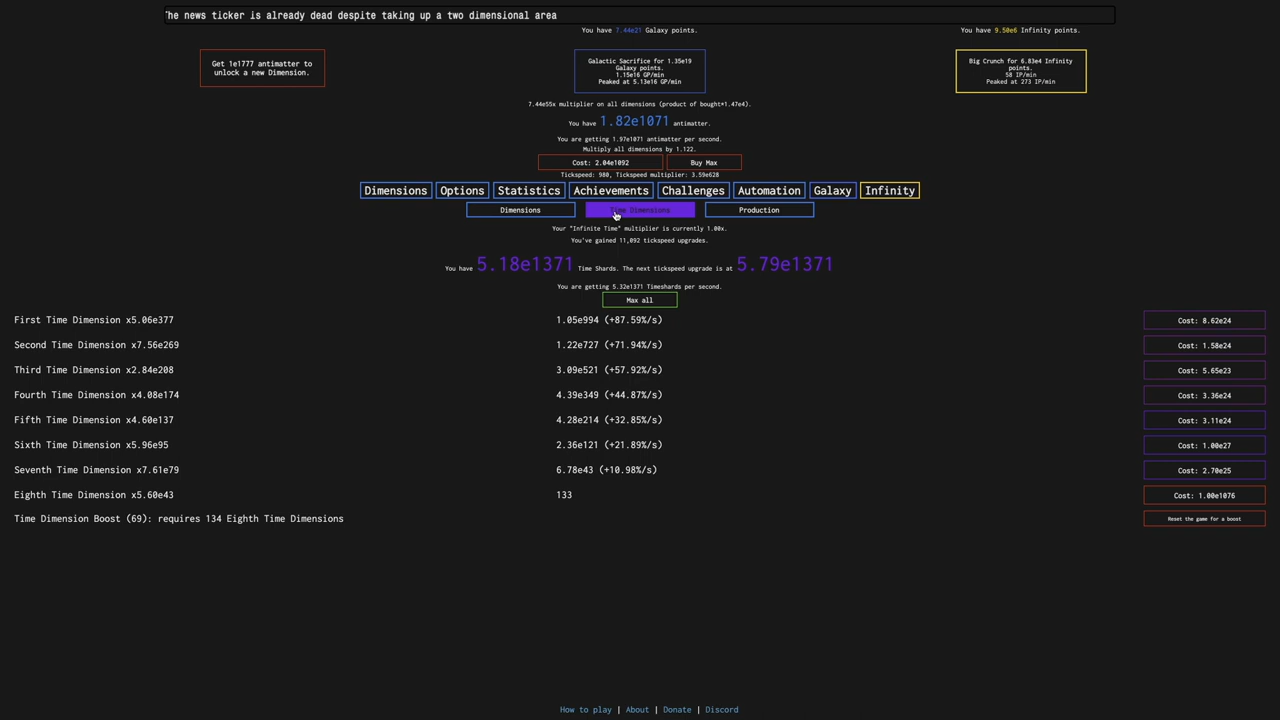 The news ticker is already dead despite taking up a two dimensional area
You have 7.44e21 Galaxy points.
You have 9.50e6 Infinity points.
Get 1e1777 antimatter to
unlock a new Dimension.
Galactic Sacrifice for 1.35e19
Galaxy points.
1.15e16 GP/min
Peaked at 5.13e16 GP/min
Big Crunch for 6.83e4 Infinity
points.
58 IP/min
Peaked at 273 IP/min
7.44e55x multiplier on all dimensions (product of bought*1.47e4).
You have 1.82e1071 antimatter.
You are getting 1.97e1071 antimatter per second.
Multiply all dimensions by 1.122.
Cost: 2.04e1092
Buy Max
Tickspeed: 980, Tickspeed multiplier: 3.59e628
Dimensions
Options
Statistics
Achievements
Challenges
Automation
Galaxy
Infinity
Dimensions
Time Dimensions
Production
Your "Infinite Time" multiplier is currently 1.00x.
You've gained 11,092 tickspeed upgrades.
You have 5.18e1371 Time Shards. The next tickspeed upgrade is at 5.79e1371
You are getting 5.32e1371 Timeshards per second.
Max all
First Time Dimension x5.06e377 1.05e994 (+87.59%/s) Cost: 8.62e24
Second Time Dimension x7.56e269 1.22e727 (+71.94%/s) Cost: 1.58e24
Third Time Dimension x2.84e208 3.09e521 (+57.92%/s) Cost: 5.65e23
Fourth Time Dimension x4.08e174 4.39e349 (+44.87%/s) Cost: 3.36e24
Fifth Time Dimension x4.60e137 4.28e214 (+32.85%/s) Cost: 3.11e24
Sixth Time Dimension x5.96e95 2.36e121 (+21.89%/s) Cost: 1.00e27
Seventh Time Dimension x7.61e79 6.78e43 (+10.98%/s) Cost: 2.70e25
Eighth Time Dimension x5.60e43 133 Cost: 1.00e1076
Time Dimension Boost (69): requires 134 Eighth Time Dimensions Reset the game for a boost
How to play | About | Donate | Discord